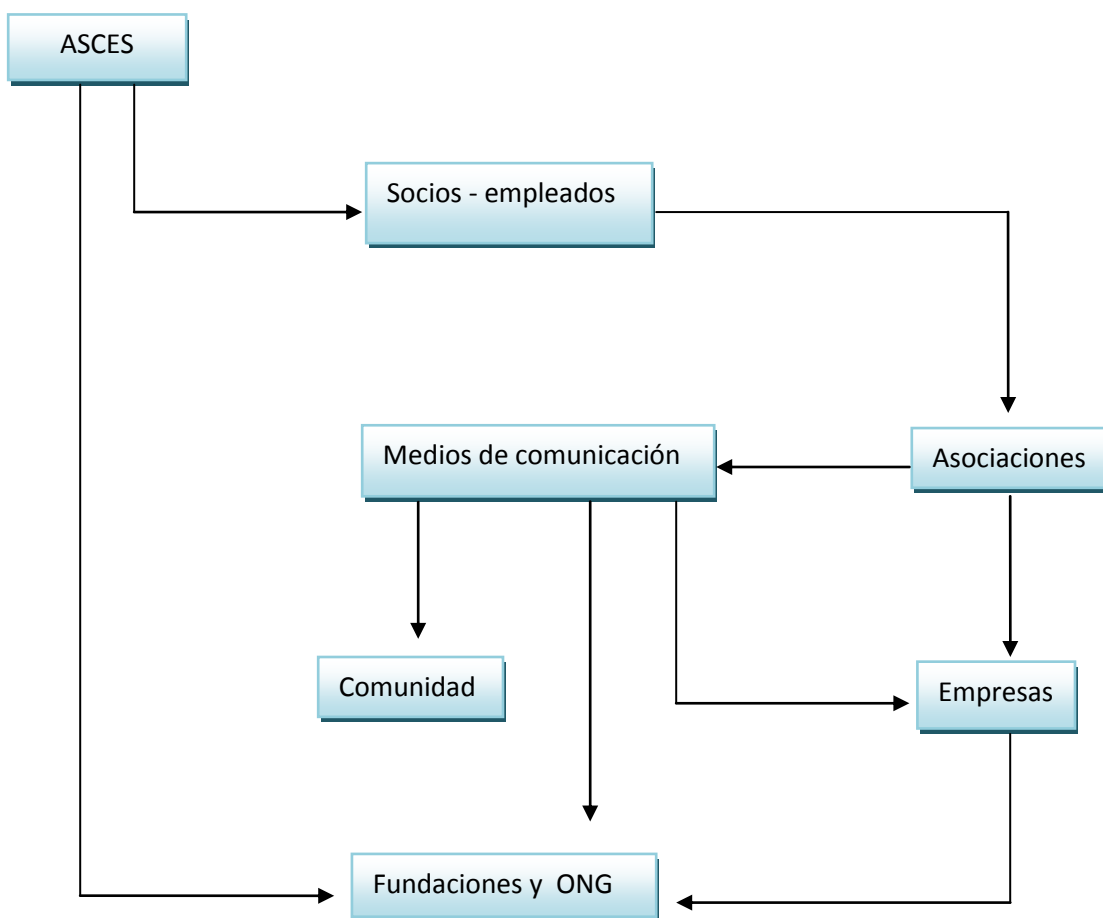 ASCES
Socios - empleados
Medios de comunicación
Asociaciones
Comunidad
Empresas
Fundaciones y  ONG